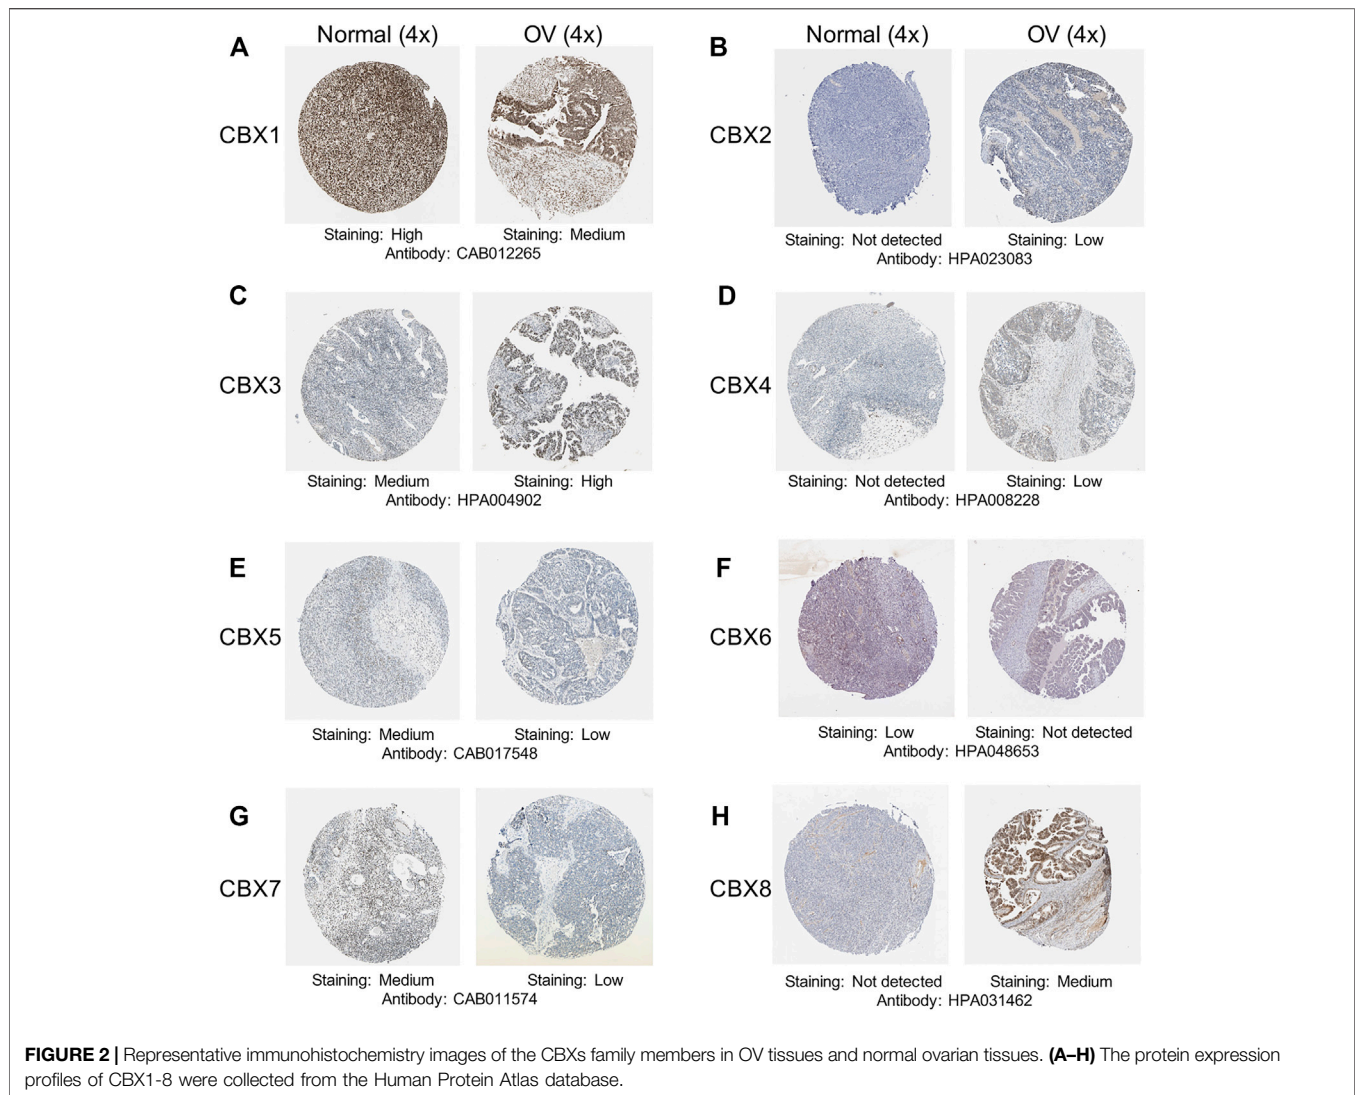 Normal (4x) OV (4x) Normal (4x) OV (4x)
A B
CBX1 CBX2
Staining: High Staining: Medium Staining: Not detected Staining: Low
Antibody: CAB012265 Antibody: HPA023083
C D
CBX3 CBX4
Staining: Medium Staining: High Staining: Not detected Staining: Low
Antibody: HPA004902 Antibody: HPA008228
E F
CBX5 CBX6
Staining: Medium Staining: Low Staining: Low Staining: Not detected
Antibody: CAB017548 Antibody: HPA048653
G H
CBX7 CBX8
Staining: Medium Staining: Low Staining: Not detected Staining: Medium
Antibody: CAB011574 Antibody: HPA031462
FIGURE 2 | Representative immunohistochemistry images of the CBXs family members in OV tissues and normal ovarian tissues. (A–H) The protein expression
profiles of CBX1-8 were collected from the Human Protein Atlas database.